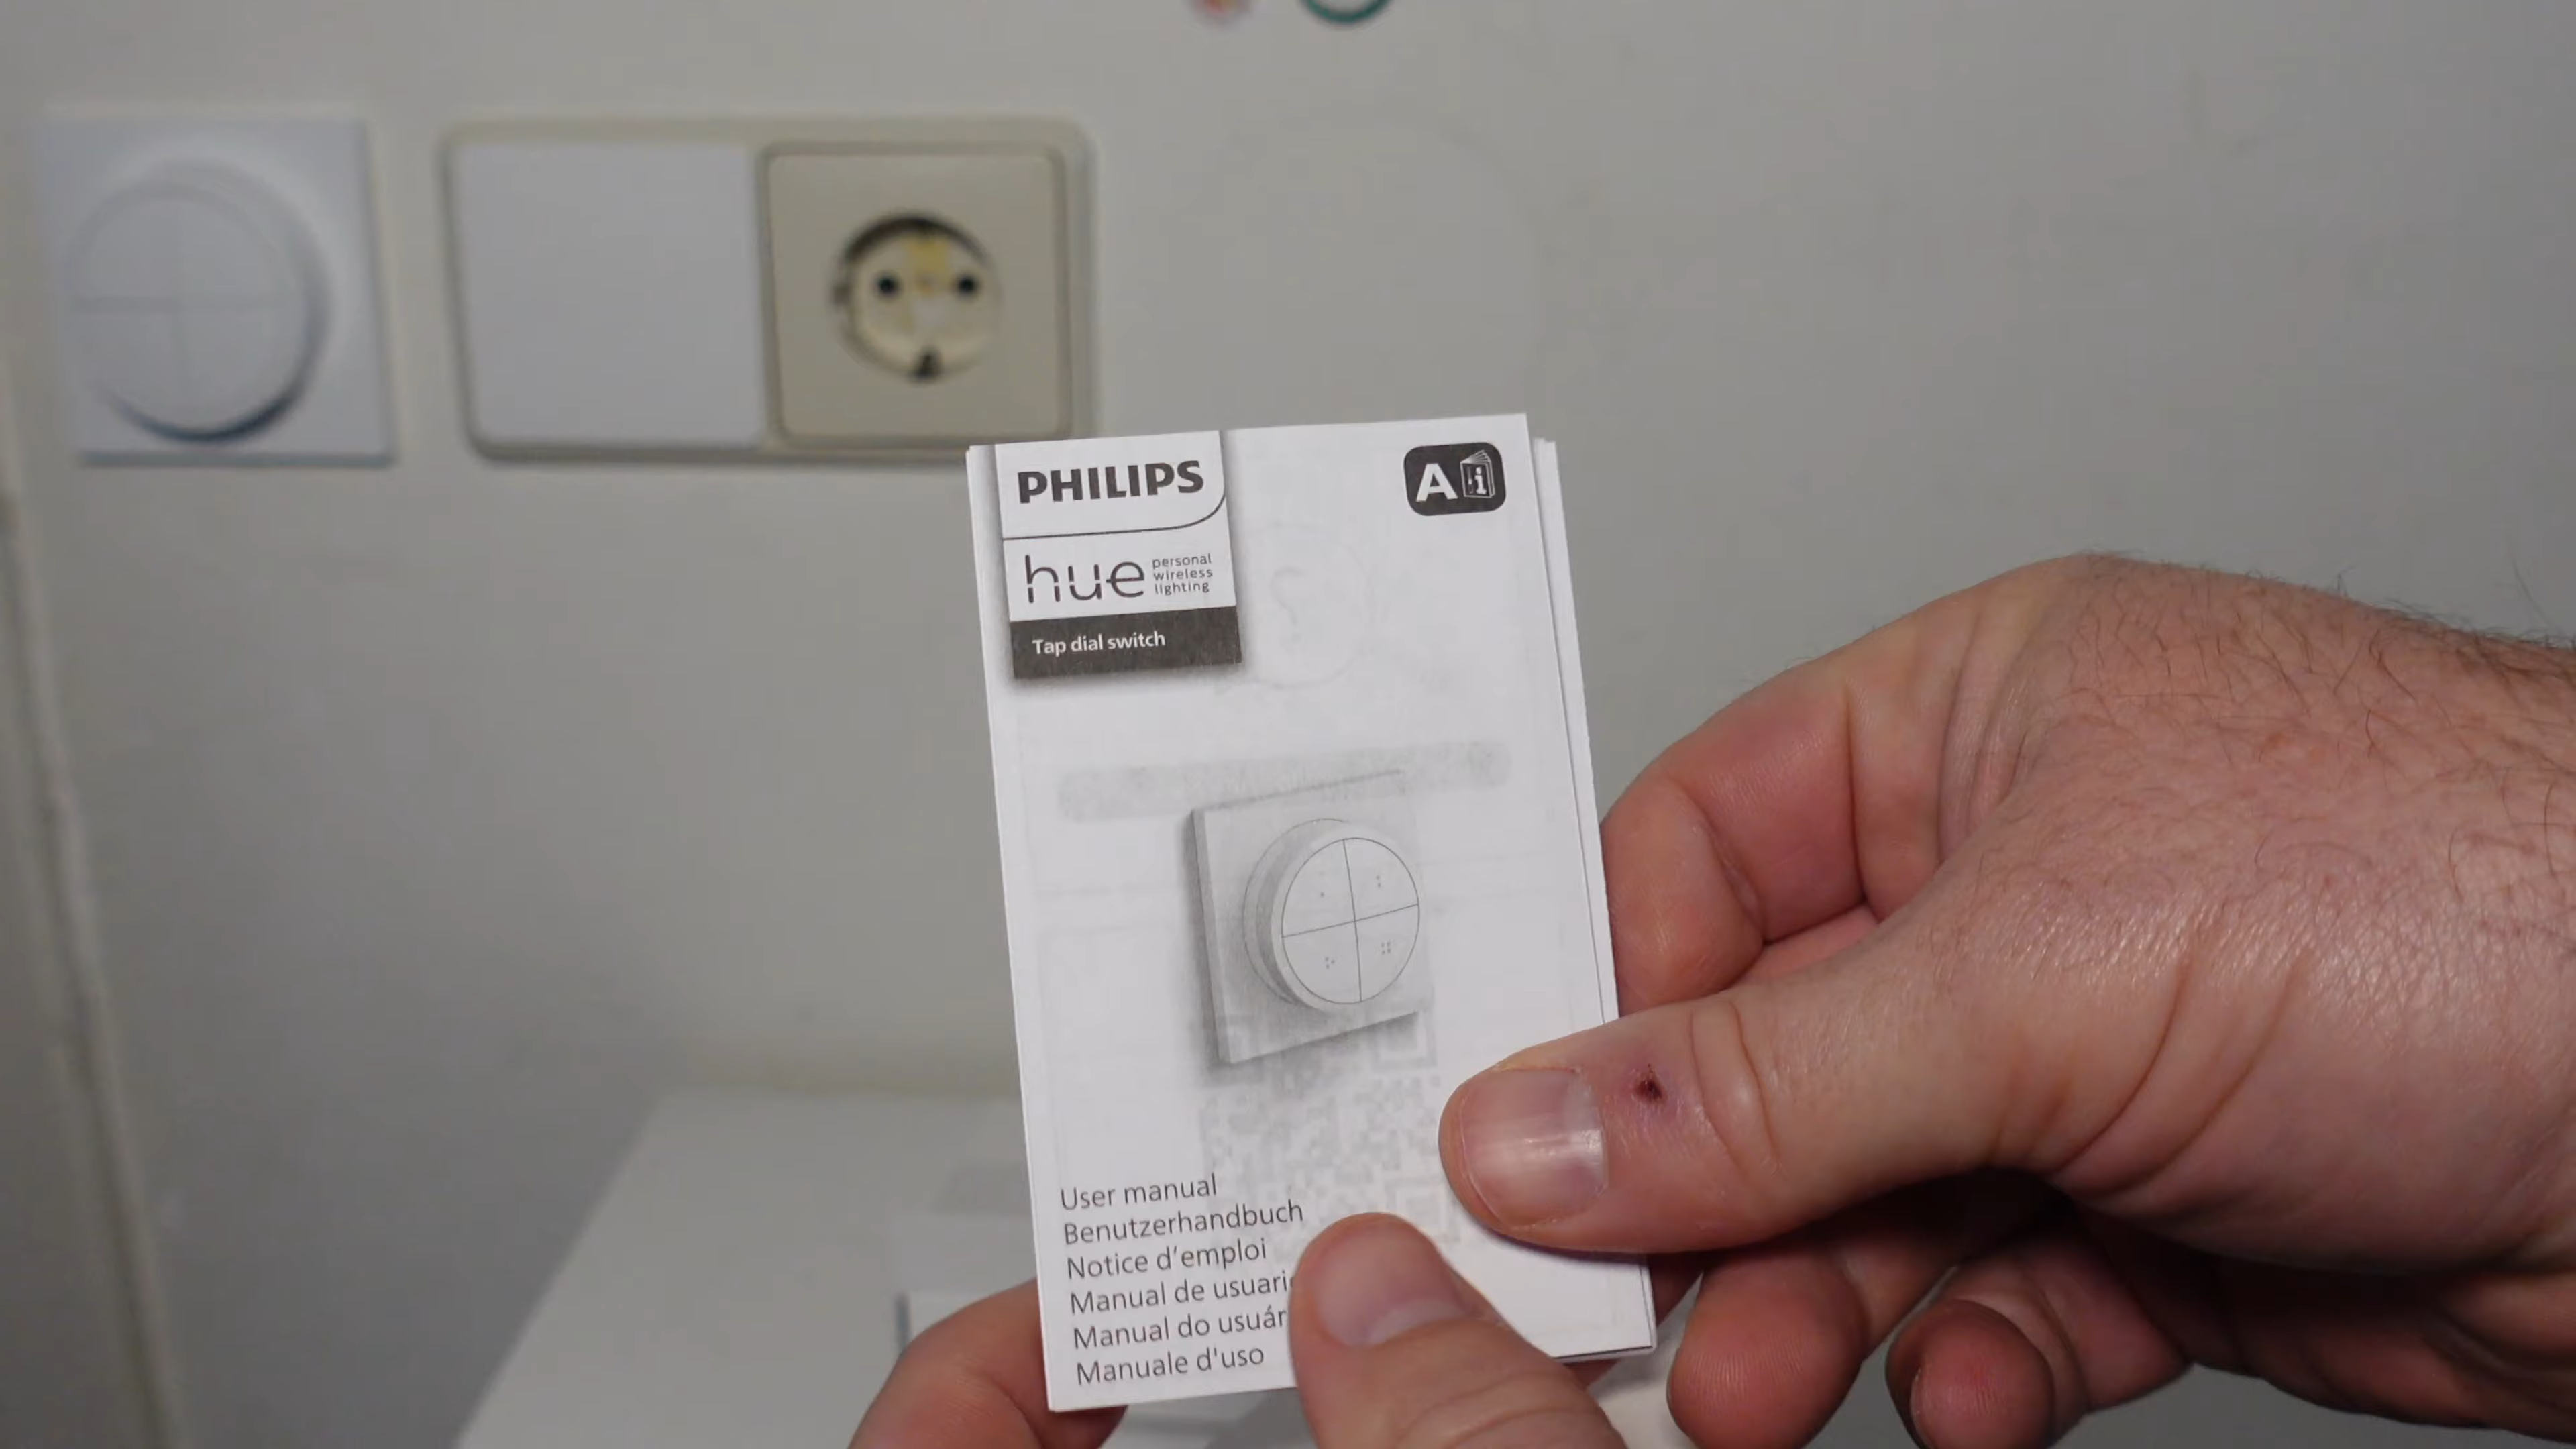 PHILIPS
A i
hue personal
wireless
lighting
Tap dial switch
User manual
Benutzerhandbuch
Notice d'emploi
Manual de usuari
Manual do usuár
Manuale d'uso